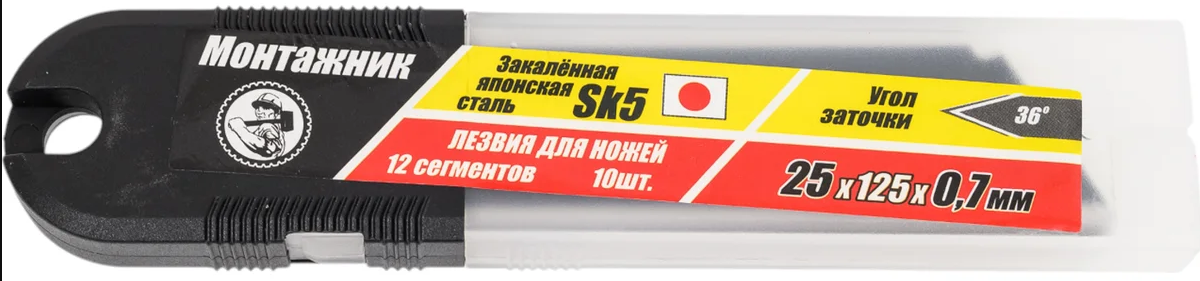 Монтажник
Закалённая
японская
сталь Sk5
Угол
заточки
36°
ЛЕЗВИЯ ДЛЯ НОЖЕЙ
12 сегментов 10шт.
25x125x0,7мм